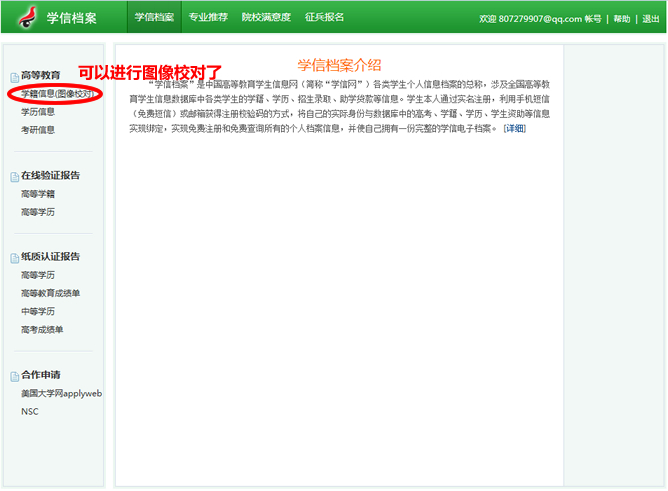 学信档案
学信档案 专业推荐 院校满意度 征兵报名
欢迎 807279907@qq.com 帐号 | 帮助 | 退出
高等教育
可以进行图像校对了
学籍信息(图像校对)
学历信息
考研信息
在线验证报告
高等学籍
高等学历
纸质认证报告
高等学历
高等教育成绩单
中等学历
高考成绩单
合作申请
美国大学网applyweb
NSC
学信档案介绍
“学信档案”是中国高等教育学生信息网（简称“学信网”）各类学生个人信息档案的总称，涉及全国高等教
育学生信息数据库中各类学生的学籍、学历、招生录取、助学贷款等信息。学生本人通过实名注册，利用手机短信
（免费短信）或邮箱获得注册校验码的方式，将自己的实际身份与数据库中的高考、学籍、学历、学生资助等信息
实现绑定，实现免费注册和免费查询所有的个人档案信息，并使自己拥有一份完整的学信电子档案。 [详细]